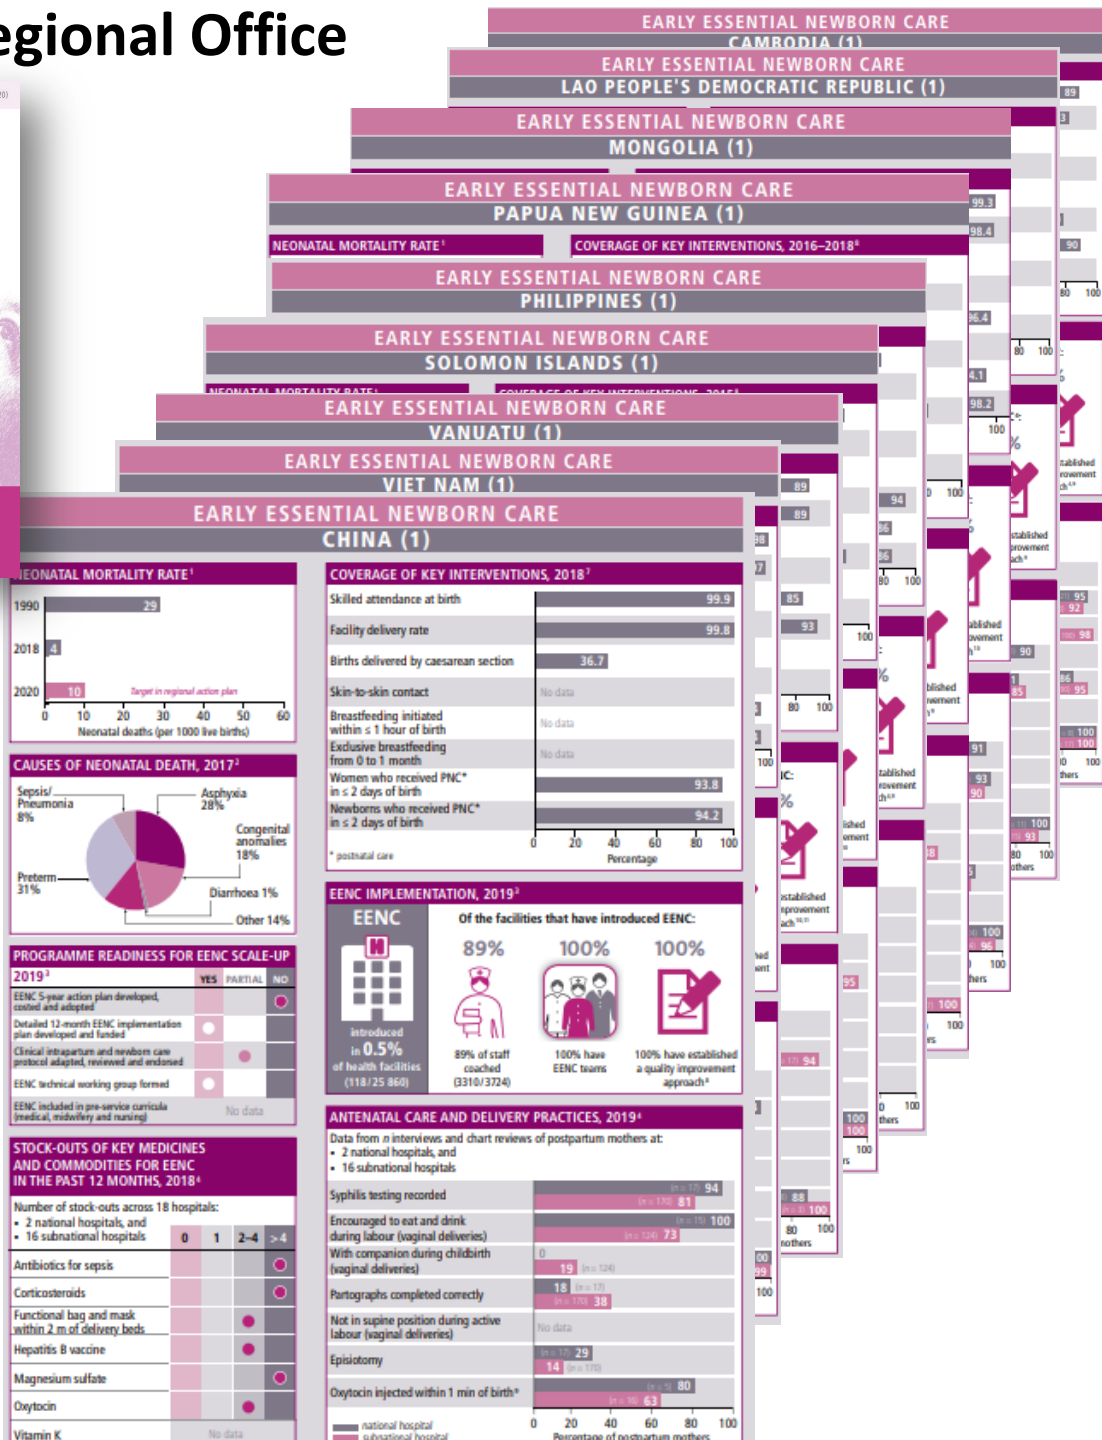 egional Office
EARLY ESSENTIAL NEWBORN CARE
CAMBODIA (1)
EARLY ESSENTIAL NEWBORN CARE
LAO PEOPLE'S DEMOCRATIC REPUBLIC (1)
EARLY ESSENTIAL NEWBORN CARE
MONGOLIA (1)
EARLY ESSENTIAL NEWBORN CARE
PAPUA NEW GUINEA (1)
NEONATAL MORTALITY RATE¹
COVERAGE OF KEY INTERVENTIONS, 2016–2018⁸
EARLY ESSENTIAL NEWBORN CARE
PHILIPPINES (1)
EARLY ESSENTIAL NEWBORN CARE
SOLOMON ISLANDS (1)
EARLY ESSENTIAL NEWBORN CARE
VANUATU (1)
EARLY ESSENTIAL NEWBORN CARE
VIET NAM (1)
EARLY ESSENTIAL NEWBORN CARE
CHINA (1)
NEONATAL MORTALITY RATE¹
1990 29
2018 4
2020 10 Target in regional action plan
0 10 20 30 40 50 60
Neonatal deaths (per 1000 live births)
CAUSES OF NEONATAL DEATH, 2017²
Sepsis/
Pneumonia
8%
Asphyxia
28%
Congenital
anomalies
18%
Preterm
31%
Diarrhoea 1%
Other 14%
PROGRAMME READINESS FOR EENC SCALE-UP
2019³ YES PARTIAL NO
EENC 5-year action plan developed,
costed and adopted
Detailed 12-month EENC implementation
plan developed and funded
Clinical intrapartum and newborn care
protocol adapted, reviewed and endorsed
EENC technical working group formed
EENC included in pre-service curricula
(medical, midwifery and nursing)
No data
STOCK-OUTS OF KEY MEDICINES
AND COMMODITIES FOR EENC
IN THE PAST 12 MONTHS, 2018⁴
Number of stock-outs across 18 hospitals:
• 2 national hospitals, and
• 16 subnational hospitals
0 1 2–4 >4
Antibiotics for sepsis
Corticosteroids
Functional bag and mask
within 2 m of delivery beds
Hepatitis B vaccine
Magnesium sulfate
Oxytocin
Vitamin K No data
COVERAGE OF KEY INTERVENTIONS, 2018⁷
Skilled attendance at birth 99.9
Facility delivery rate 99.8
Births delivered by caesarean section 36.7
Skin-to-skin contact No data
Breastfeeding initiated
within ≤ 1 hour of birth No data
Exclusive breastfeeding
from 0 to 1 month No data
Women who received PNC*
in ≤ 2 days of birth 93.8
Newborns who received PNC*
in ≤ 2 days of birth 94.2
0 20 40 60 80 100
* postnatal care
Percentage
EENC IMPLEMENTATION, 2019³
EENC
introduced
in 0.5%
of health facilities
(118/25 860)
Of the facilities that have introduced EENC:
89% 100% 100%
89% of staff
coached
(3310/3724)
100% have
EENC teams
100% have established
a quality improvement
approach⁸
ANTENATAL CARE AND DELIVERY PRACTICES, 2019⁴
Data from n interviews and chart reviews of postpartum mothers at:
• 2 national hospitals, and
• 16 subnational hospitals
Syphilis testing recorded
(n = 17) 94
(n = 170) 81
Encouraged to eat and drink
during labour (vaginal deliveries)
(n = 15) 100
(n = 124) 73
With companion during childbirth
(vaginal deliveries)
0
19 (n = 124)
Partographs completed correctly
18 (n = 17)
(n = 170) 38
Not in supine position during active
labour (vaginal deliveries)
No data
Episiotomy
(n = 17) 29
14 (n = 170)
Oxytocin injected within 1 min of birth⁹
(n = 5) 80
(n = 16) 63
0 20 40 60 80 100
national hospital
subnational hospital
Percentage of postpartum mothers